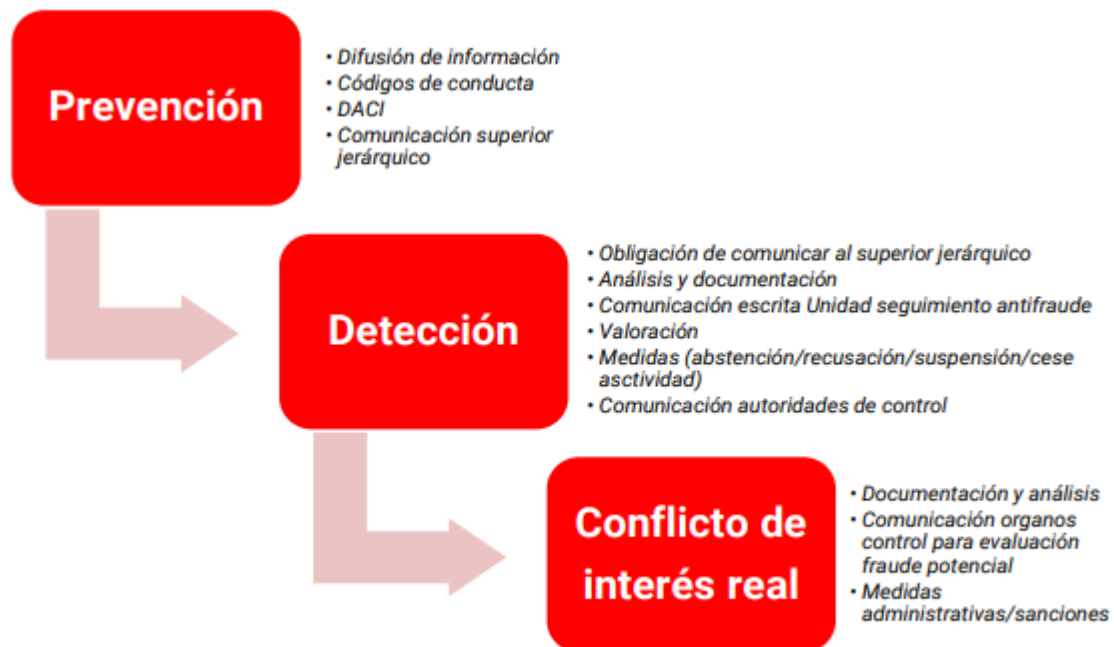 Prevención
• Difusión de información
• Códigos de conducta
• DACI
• Comunicación superior
jerárquico
Detección
• Obligación de comunicar al superior jerárquico
• Análisis y documentación
• Comunicación escrita Unidad seguimiento antifraude
• Valoración
• Medidas (abstención/recusación/suspensión/cese
asctividad)
• Comunicación autoridades de control
Conflicto de
interés real
• Documentación y análisis
• Comunicación organos
control para evaluación
fraude potencial
• Medidas
administrativas/sanciones